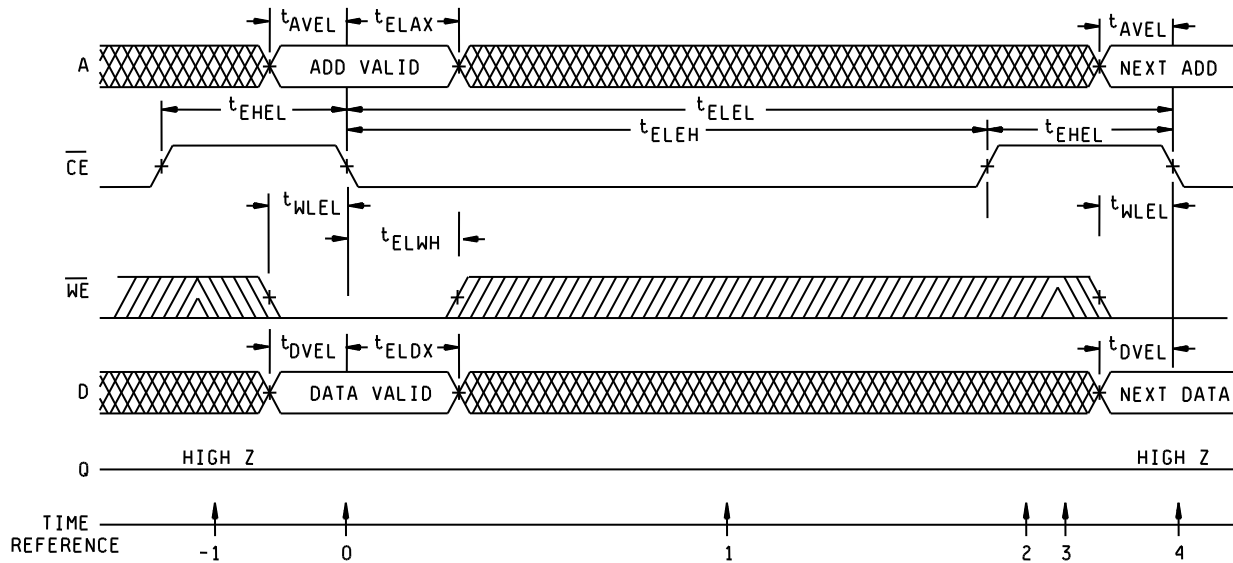 tAVEL tELAX tAVEL
A ADD VALID NEXT ADD
tEHEL tELEL
tELEH tEHEL
CE
tWLEL tWLEL
tELWH
WE
tDVEL tELDX tDVEL
D DATA VALID NEXT DATA
HIGH Z HIGH Z
Q
TIME
REFERENCE
-1 0 1 2 3 4